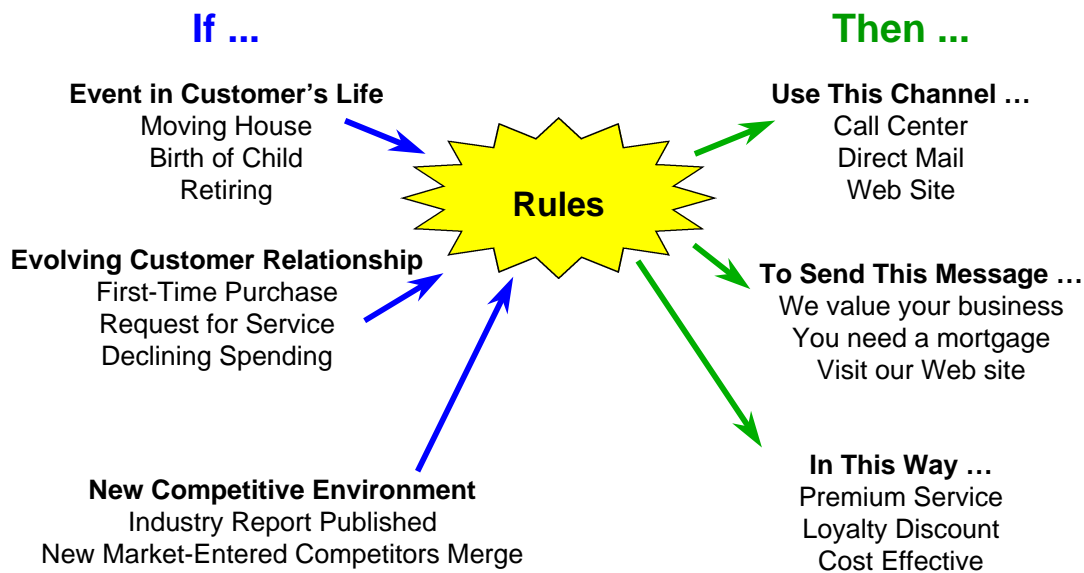 If ...
Event in Customer’s Life
Moving House
Birth of Child
Retiring
Evolving Customer Relationship
First-Time Purchase
Request for Service
Declining Spending
New Competitive Environment
Industry Report Published
New Market-Entered Competitors Merge
Rules
Then ...
Use This Channel …
Call Center
Direct Mail
Web Site
To Send This Message …
We value your business
You need a mortgage
Visit our Web site
In This Way …
Premium Service
Loyalty Discount
Cost Effective